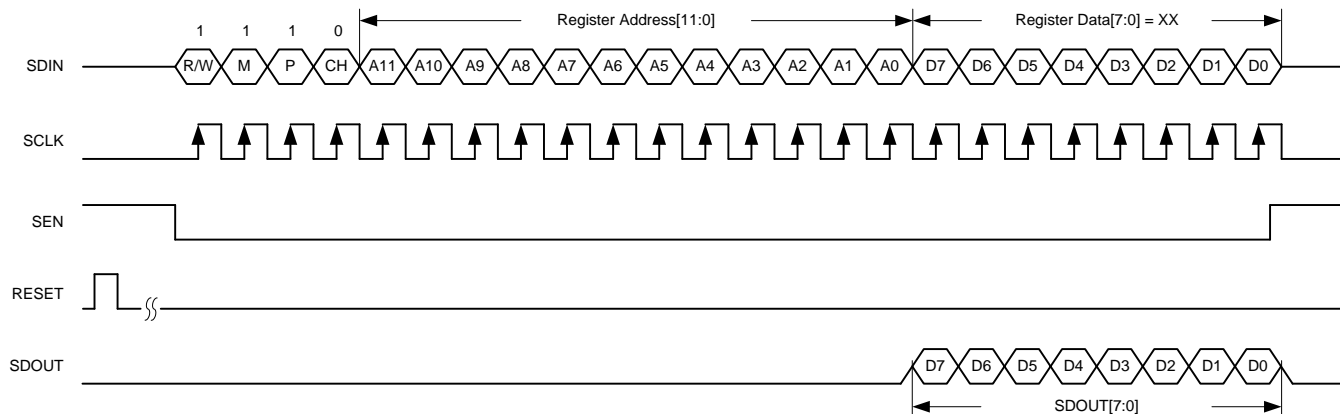 Register Address[11:0] Register Data[7:0] = XX
1 1 1 0
SDIN R/W M P CH A11 A10 A9 A8 A7 A6 A5 A4 A3 A2 A1 A0 D7 D6 D5 D4 D3 D2 D1 D0
SCLK
SEN
RESET
SDOUT D7 D6 D5 D4 D3 D2 D1 D0
SDOUT[7:0]